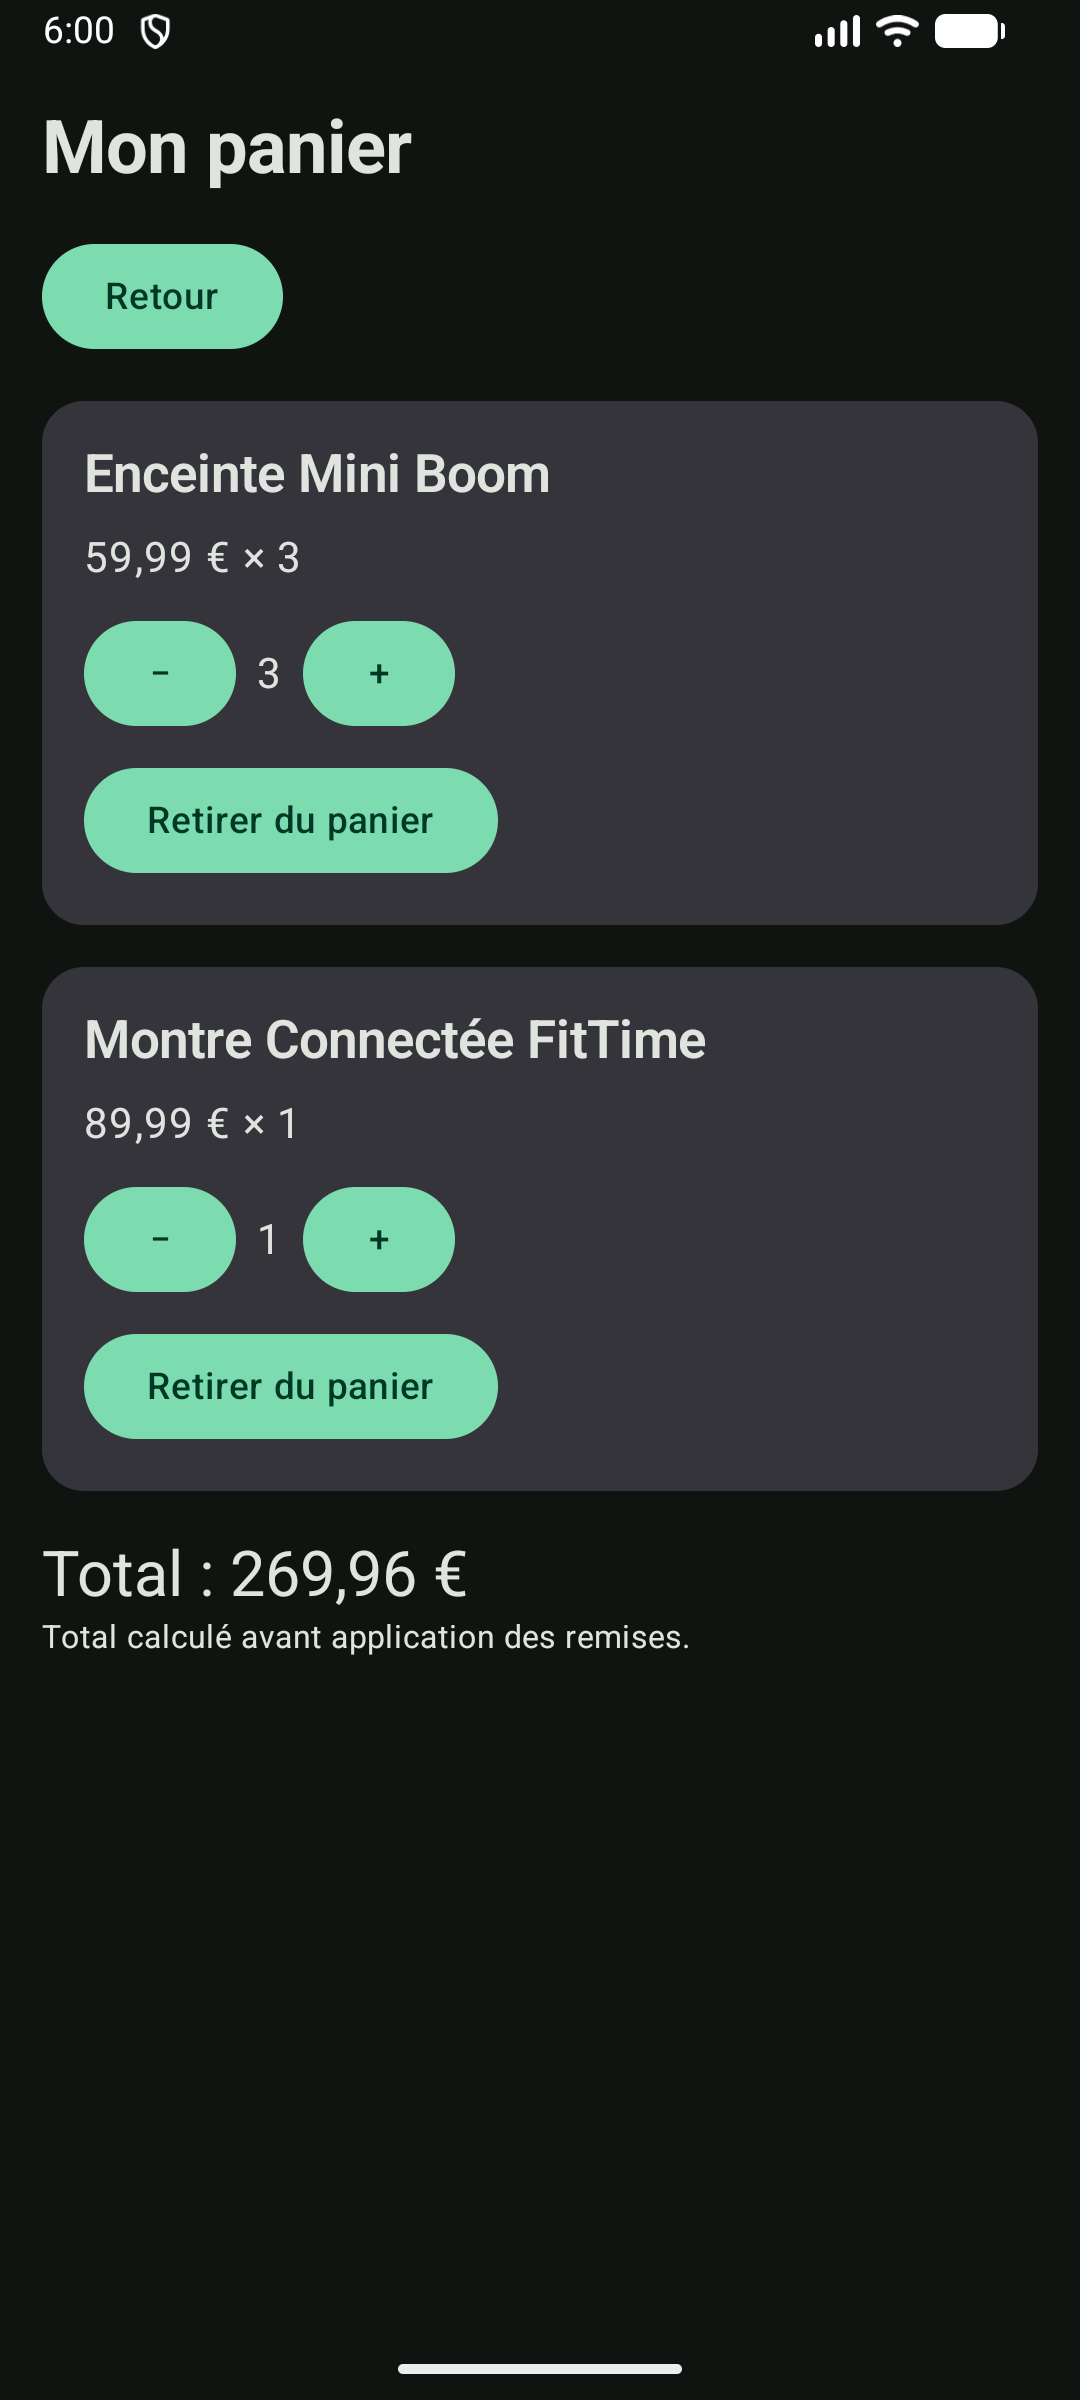 6:00
Mon panier
Retour
Enceinte Mini Boom
59,99 € × 3
− 3 +
Retirer du panier
Montre Connectée FitTime
89,99 € × 1
− 1 +
Retirer du panier
Total : 269,96 €
Total calculé avant application des remises.